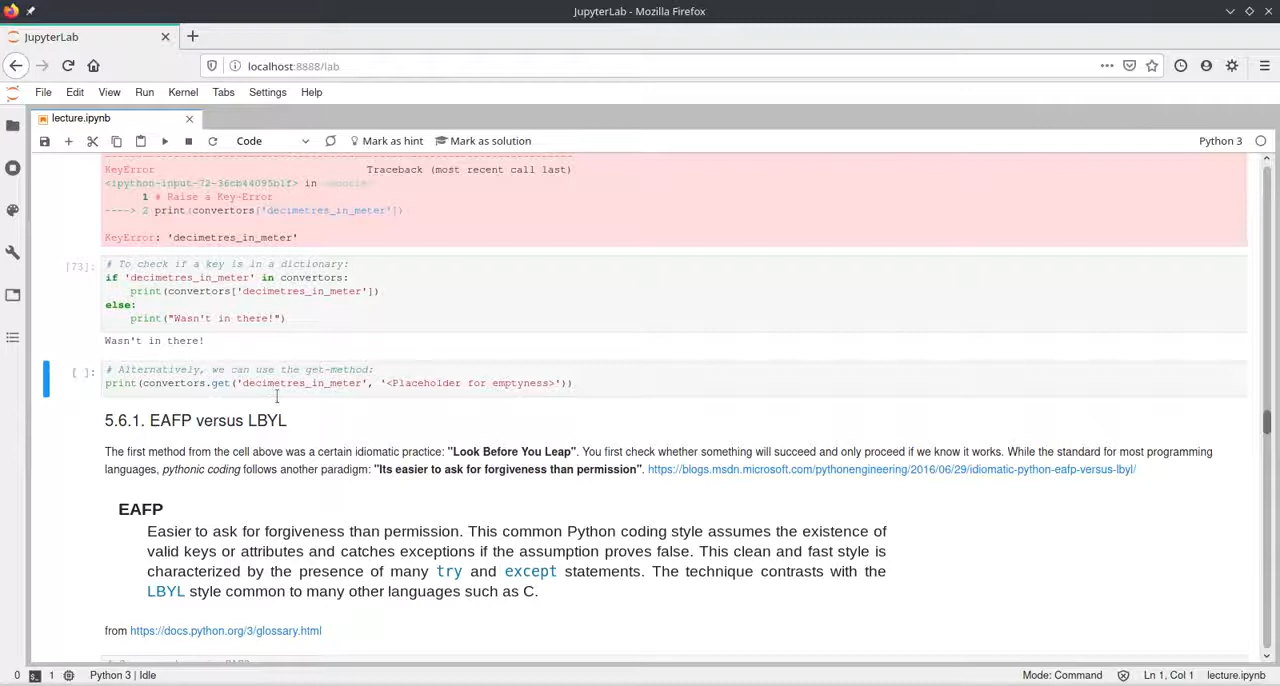 JupyterLab - Mozilla Firefox
JupyterLab
localhost:8888/lab
File Edit View Run Kernel Tabs Settings Help
lecture.ipynb
Code Mark as hint Mark as solution Python 3
KeyError Traceback (most recent call last)
<ipython-input-72-36cb44095b1f> in
1 # Raise a Key-Error
----> 2 print(convertors['decimetres_in_meter'])
KeyError: 'decimetres_in_meter'
[73]: # To check if a key is in a dictionary:
if 'decimetres_in_meter' in convertors:
print(convertors['decimetres_in_meter'])
else:
print("Wasn't in there!")
Wasn't in there!
[ ]: # Alternatively, we can use the get-method:
print(convertors.get('decimetres_in_meter', '<Placeholder for emptyness>'))
5.6.1. EAFP versus LBYL
The first method from the cell above was a certain idiomatic practice: "Look Before You Leap". You first check whether something will succeed and only proceed if we know it works. While the standard for most programming
languages, pythonic coding follows another paradigm: "Its easier to ask for forgiveness than permission". https://blogs.msdn.microsoft.com/pythonengineering/2016/06/29/idiomatic-python-eafp-versus-lbyl/
EAFP
Easier to ask for forgiveness than permission. This common Python coding style assumes the existence of
valid keys or attributes and catches exceptions if the assumption proves false. This clean and fast style is
characterized by the presence of many try and except statements. The technique contrasts with the
LBYL style common to many other languages such as C.
from https://docs.python.org/3/glossary.html
0 1 Python 3 | Idle Mode: Command Ln 1, Col 1 lecture.ipynb